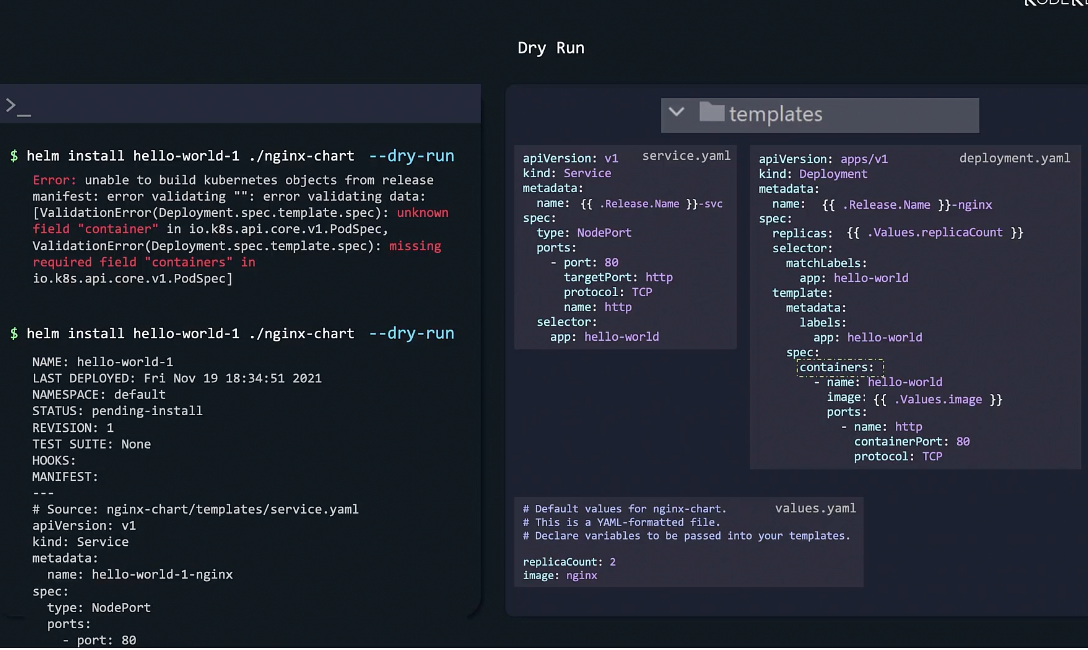 Dry Run
>_
$ helm install hello-world-1 ./nginx-chart --dry-run
Error: unable to build kubernetes objects from release
manifest: error validating "": error validating data:
[ValidationError(Deployment.spec.template.spec): unknown
field "container" in io.k8s.api.core.v1.PodSpec,
ValidationError(Deployment.spec.template.spec): missing
required field "containers" in
io.k8s.api.core.v1.PodSpec]
$ helm install hello-world-1 ./nginx-chart --dry-run
NAME: hello-world-1
LAST DEPLOYED: Fri Nov 19 18:34:51 2021
NAMESPACE: default
STATUS: pending-install
REVISION: 1
TEST SUITE: None
HOOKS:
MANIFEST:
---
# Source: nginx-chart/templates/service.yaml
apiVersion: v1
kind: Service
metadata:
  name: hello-world-1-nginx
spec:
  type: NodePort
  ports:
    - port: 80
templates
service.yaml
apiVersion: v1
kind: Service
metadata:
  name: {{ .Release.Name }}-svc
spec:
  type: NodePort
  ports:
    - port: 80
      targetPort: http
      protocol: TCP
      name: http
  selector:
    app: hello-world
deployment.yaml
apiVersion: apps/v1
kind: Deployment
metadata:
  name: {{ .Release.Name }}-nginx
spec:
  replicas: {{ .Values.replicaCount }}
  selector:
    matchLabels:
      app: hello-world
  template:
    metadata:
      labels:
        app: hello-world
    spec:
      containers:
        - name: hello-world
          image: {{ .Values.image }}
          ports:
            - name: http
              containerPort: 80
              protocol: TCP
values.yaml
# Default values for nginx-chart.
# This is a YAML-formatted file.
# Declare variables to be passed into your templates.
replicaCount: 2
image: nginx